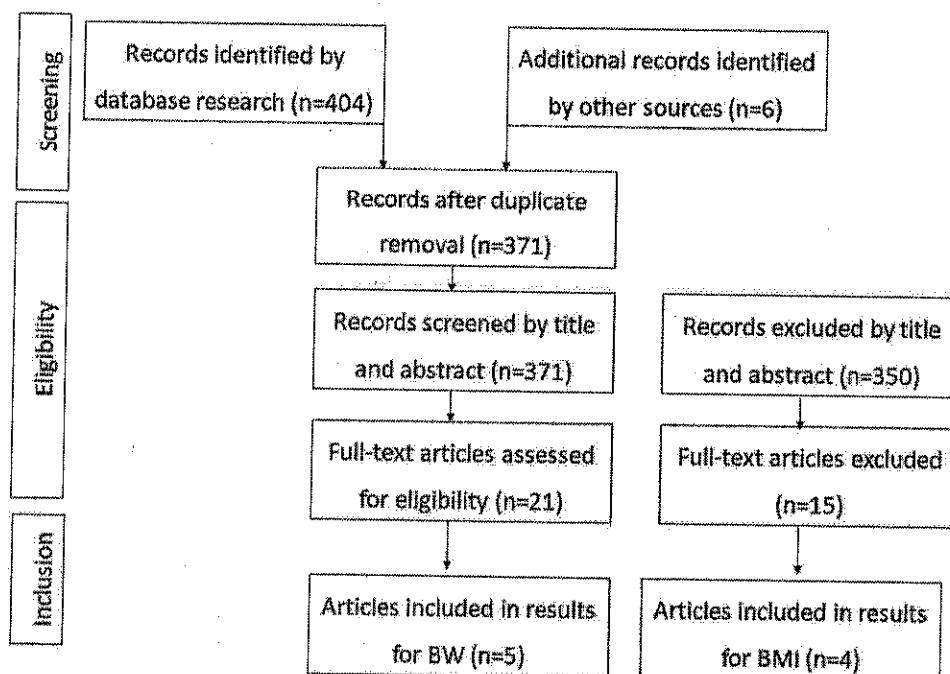 Screening
Records identified by
database research (n=404)
Additional records identified
by other sources (n=6)
Records after duplicate
removal (n=371)
Eligibility
Records screened by title
and abstract (n=371)
Records excluded by title
and abstract (n=350)
Full-text articles assessed
for eligibility (n=21)
Full-text articles excluded
(n=15)
Inclusion
Articles included in results
for BW (n=5)
Articles included in results
for BMI (n=4)